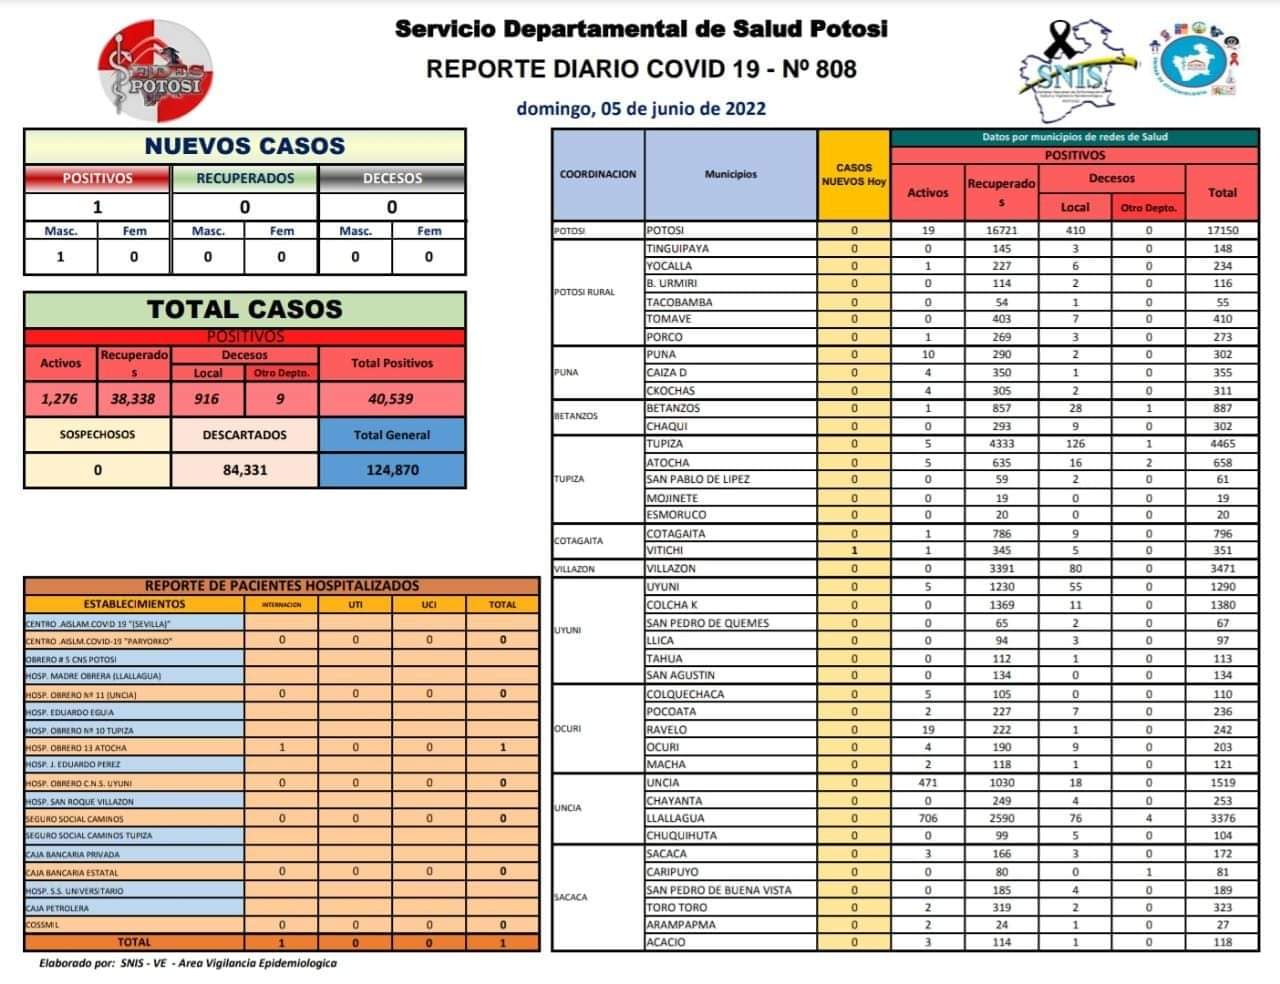 Servicio Departamental de Salud Potosi
REPORTE DIARIO COVID 19 - Nº 808
domingo, 05 de junio de 2022
SEDES
POTOSI
SNIS
NUEVOS CASOS
POSITIVOS RECUPERADOS DECESOS
1 0 0
Masc. Fem Masc. Fem Masc. Fem
1 0 0 0 0 0
TOTAL CASOS
POSITIVOS
Activos Recuperado s Decesos Total Positivos
Local Otro Depto.
1,276 38,338 916 9 40,539
SOSPECHOSOS DESCARTADOS Total General
0 84,331 124,870
REPORTE DE PACIENTES HOSPITALIZADOS
ESTABLECIMIENTOS INTERNACION UTI UCI TOTAL
CENTRO .AISLAM.COVID 19 "(SEVILLA)"
CENTRO .AISLM.COVID-19 "PARYORKO" 0 0 0 0
OBRERO # 5 CNS POTOSI
HOSP. MADRE OBRERA (LLALLAGUA)
HOSP. OBRERO Nº 11 (UNCIA) 0 0 0 0
HOSP. EDUARDO EGUIA
HOSP. OBRERO Nº 10 TUPIZA
HOSP. OBRERO 13 ATOCHA 1 0 0 1
HOSP. J. EDUARDO PEREZ
HOSP. OBRERO C.N.S. UYUNI 0 0 0 0
HOSP. SAN ROQUE VILLAZON
SEGURO SOCIAL CAMINOS 0 0 0 0
SEGURO SOCIAL CAMINOS TUPIZA
CAJA BANCARIA PRIVADA
CAJA BANCARIA ESTATAL 0 0 0 0
HOSP. S.S. UNIVERSITARIO
CAJA PETROLERA
COSSMIL 0 0 0 0
TOTAL 1 0 0 1
Elaborado por: SNIS - VE - Area Vigilancia Epidemiologica
Datos por municipios de redes de Salud
COORDINACION Municipios CASOS NUEVOS Hoy POSITIVOS
Activos Recuperado s Decesos Total
Local Otro Depto.
POTOSI POTOSI 0 19 16721 410 0 17150
POTOSI RURAL TINGUIPAYA 0 0 145 3 0 148
YOCALLA 0 1 227 6 0 234
B. URMIRI 0 0 114 2 0 116
TACOBAMBA 0 0 54 1 0 55
TOMAVE 0 0 403 7 0 410
PORCO 0 1 269 3 0 273
PUNA PUNA 0 10 290 2 0 302
CAIZA D 0 4 350 1 0 355
CKOCHAS 0 4 305 2 0 311
BETANZOS BETANZOS 0 1 857 28 1 887
CHAQUI 0 0 293 9 0 302
TUPIZA TUPIZA 0 5 4333 126 1 4465
ATOCHA 0 5 635 16 2 658
SAN PABLO DE LIPEZ 0 0 59 2 0 61
MOJINETE 0 0 19 0 0 19
ESMORUCO 0 0 20 0 0 20
COTAGAITA COTAGAITA 0 1 786 9 0 796
VITICHI 1 1 345 5 0 351
VILLAZON VILLAZON 0 0 3391 80 0 3471
UYUNI UYUNI 0 5 1230 55 0 1290
COLCHA K 0 0 1369 11 0 1380
SAN PEDRO DE QUEMES 0 0 65 2 0 67
LLICA 0 0 94 3 0 97
TAHUA 0 0 112 1 0 113
SAN AGUSTIN 0 0 134 0 0 134
OCURI COLQUECHACA 0 5 105 0 0 110
POCOATA 0 2 227 7 0 236
RAVELO 0 19 222 1 0 242
OCURI 0 4 190 9 0 203
MACHA 0 2 118 1 0 121
UNCIA UNCIA 0 471 1030 18 0 1519
CHAYANTA 0 0 249 4 0 253
LLALLAGUA 0 706 2590 76 4 3376
CHUQUIHUTA 0 0 99 5 0 104
SACACA SACACA 0 3 166 3 0 172
CARIPUYO 0 0 80 0 1 81
SAN PEDRO DE BUENA VISTA 0 0 185 4 0 189
TORO TORO 0 2 319 2 0 323
ARAMPAPMA 0 2 24 1 0 27
ACACIO 0 3 114 1 0 118